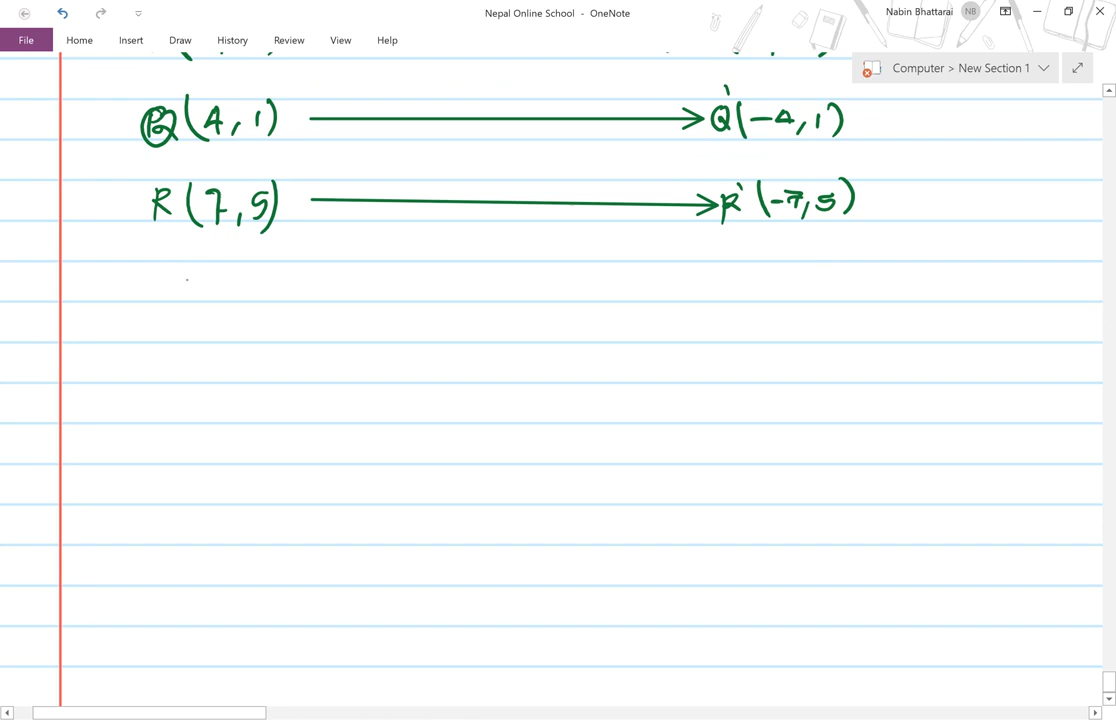 Nepal Online School - OneNote
Nabin Bhattarai NB
File Home Insert Draw History Review View Help
Computer > New Section 1
Q(4, 1) Q'(-4, 1)
R(7, 5) R'(-7, 5)